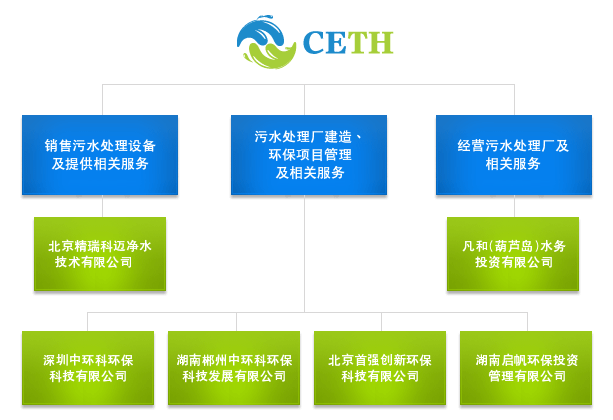 CETH
销售污水处理设备
及提供相关服务
污水处理厂建造、
环保项目管理
及相关服务
经营污水处理厂及
相关服务
北京精瑞科迈净水
技术有限公司
凡和(葫芦岛)水务
投资有限公司
深圳中环科环保
科技有限公司
湖南郴州中环科环保
科技发展有限公司
北京首强创新环保
科技有限公司
湖南启帆环保投资
管理有限公司